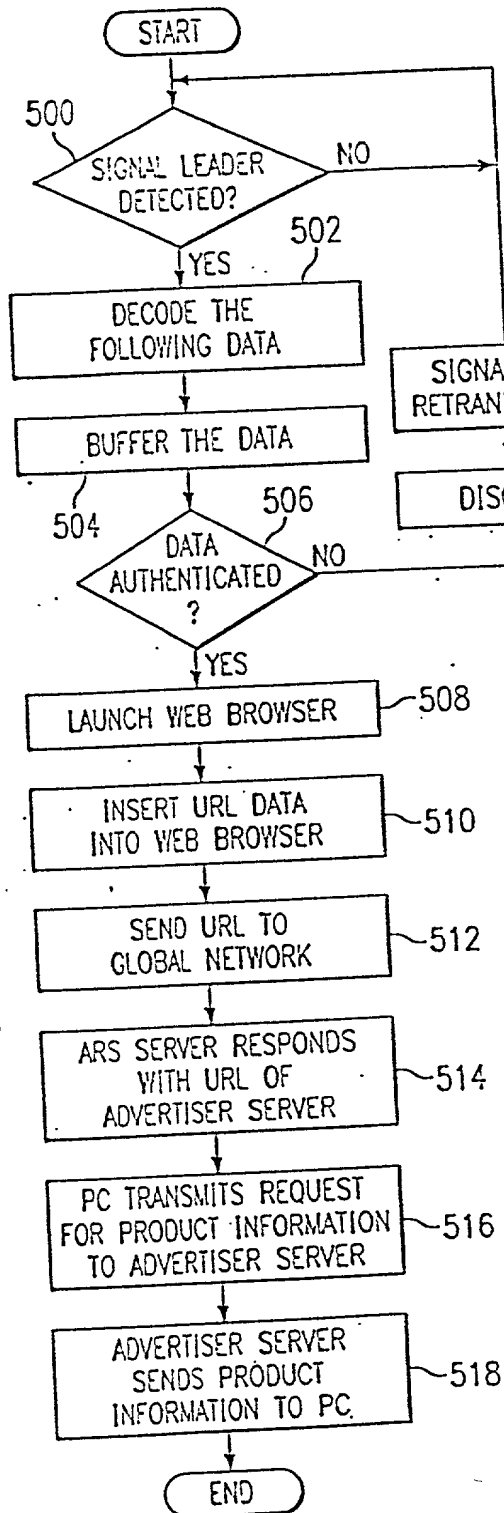 START
500
SIGNAL LEADER
DETECTED?
NO
YES
502
DECODE THE
FOLLOWING DATA
BUFFER THE DATA
504
506
DATA
AUTHENTICATED
?
NO
YES
LAUNCH WEB BROWSER
508
INSERT URL DATA
INTO WEB BROWSER
510
SEND URL TO
GLOBAL NETWORK
512
ARS SERVER RESPONDS
WITH URL OF
ADVERTISER SERVER
514
PC TRANSMITS REQUEST
FOR PRODUCT INFORMATION
TO ADVERTISER SERVER
516
ADVERTISER SERVER
SENDS PRODUCT
INFORMATION TO PC
518
END